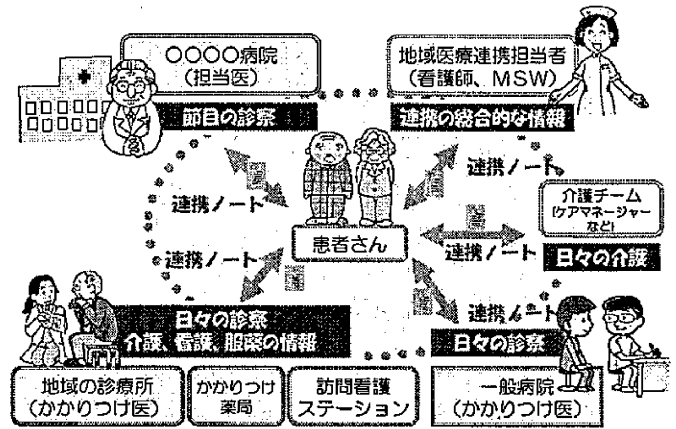 〇〇〇〇病院
(担当医)
地域医療連携担当者
(看護師、MSW)
節目の診察
連携の総合的な情報
連携ノート
連携ノート
介護チーム
(ケアマネージャー
など)
患者さん
連携ノート
日々の介護
連携ノート
連携ノート
日々の診察
介護、看護、服薬の情報
日々の診察
地域の診療所
(かかりつけ医)
かかりつけ
薬局
訪問看護
ステーション
一般病院
(かかりつけ医)